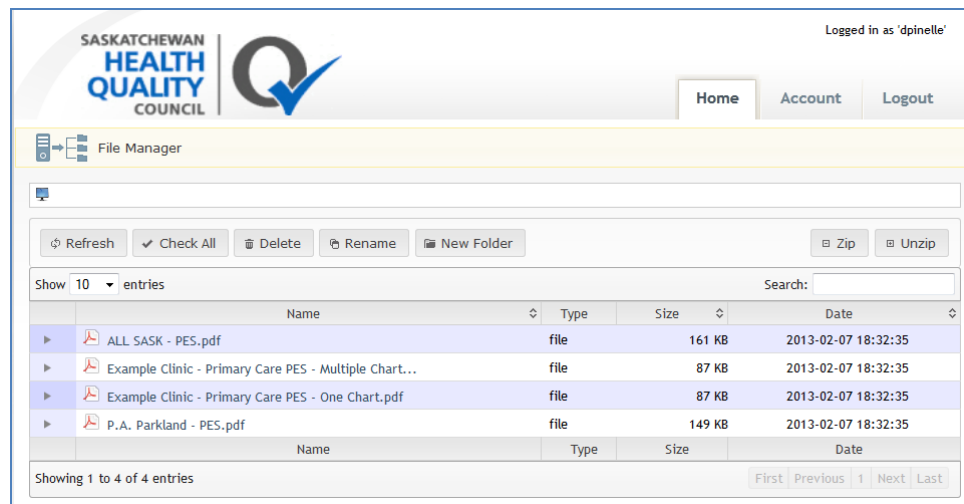 Logged in as 'dpinelle'
SASKATCHEWAN
HEALTH
QUALITY
COUNCIL
Home Account Logout
File Manager
Refresh Check All Delete Rename New Folder Zip Unzip
Show 10 entries Search:
Name Type Size Date
ALL SASK - PES.pdf file 161 KB 2013-02-07 18:32:35
Example Clinic - Primary Care PES - Multiple Chart... file 87 KB 2013-02-07 18:32:35
Example Clinic - Primary Care PES - One Chart.pdf file 87 KB 2013-02-07 18:32:35
P.A. Parkland - PES.pdf file 149 KB 2013-02-07 18:32:35
Name Type Size Date
Showing 1 to 4 of 4 entries First Previous 1 Next Last